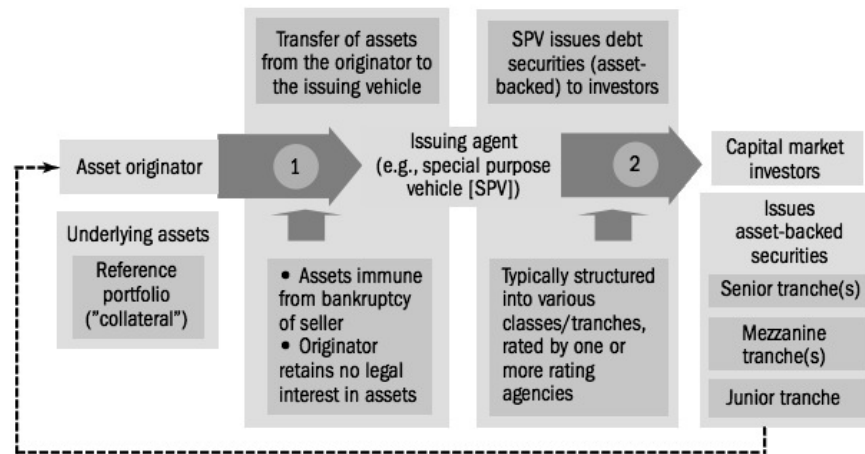 Transfer of assets
from the originator to
the issuing vehicle
SPV issues debt
securities (asset-
backed) to investors
Asset originator
1
Issuing agent
(e.g., special purpose
vehicle [SPV])
2
Capital market
investors
Underlying assets
Reference
portfolio
("collateral")
• Assets immune
from bankruptcy
of seller
• Originator
retains no legal
interest in assets
Typically structured
into various
classes/tranches,
rated by one or
more rating
agencies
Issues
asset-backed
securities
Senior tranche(s)
Mezzanine
tranche(s)
Junior tranche